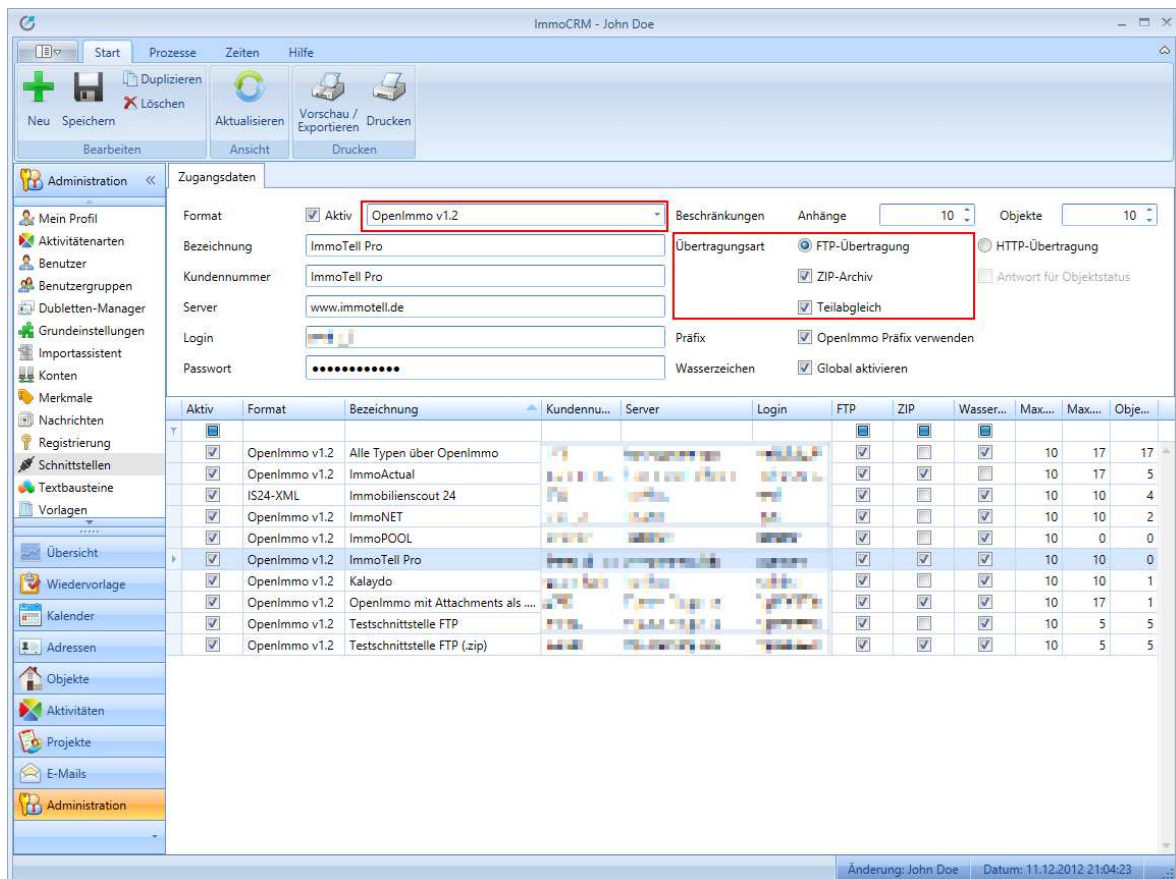 ImmoCRM - John Doe
Start Prozesse Zeiten Hilfe
Neu Speichern Duplizieren Löschen Aktualisieren Vorschau / Exportieren Drucken
Bearbeiten Ansicht Drucken
Administration
Mein Profil
Aktivitätenarten
Benutzer
Benutzergruppen
Dubletten-Manager
Grundeinstellungen
Importassistent
Konten
Merkmale
Nachrichten
Registrierung
Schnittstellen
Textbausteine
Vorlagen
Übersicht
Wiedervorlage
Kalender
Adressen
Objekte
Aktivitäten
Projekte
E-Mails
Administration
Zugangsdaten
Format Aktiv OpenImmo v1.2 Beschränkungen Anhänge 10 Objekte 10
Bezeichnung ImmoTell Pro Übertragungsart FTP-Übertragung HTTP-Übertragung
Kundennummer ImmoTell Pro ZIP-Archiv Antwort für Objektstatus
Server www.immotell.de Teilabgleich
Login Präfix OpenImmo Präfix verwenden
Passwort ●●●●●●●●●●●● Wasserzeichen Global aktivieren
Aktiv Format Bezeichnung Kundennu... Server Login FTP ZIP Wasser... Max.... Max.... Obje...
OpenImmo v1.2 Alle Typen über OpenImmo 10 17 17
OpenImmo v1.2 ImmoActual 10 17 5
IS24-XML Immobilienscout 24 10 10 4
OpenImmo v1.2 ImmoNET 10 10 2
OpenImmo v1.2 ImmoPOOL 10 0 0
OpenImmo v1.2 ImmoTell Pro 10 10 0
OpenImmo v1.2 Kalaydo 10 10 1
OpenImmo v1.2 OpenImmo mit Attachments als .... 10 17 1
OpenImmo v1.2 Testschnittstelle FTP 10 5 5
OpenImmo v1.2 Testschnittstelle FTP (.zip) 10 5 5
Änderung: John Doe Datum: 11.12.2012 21:04:23